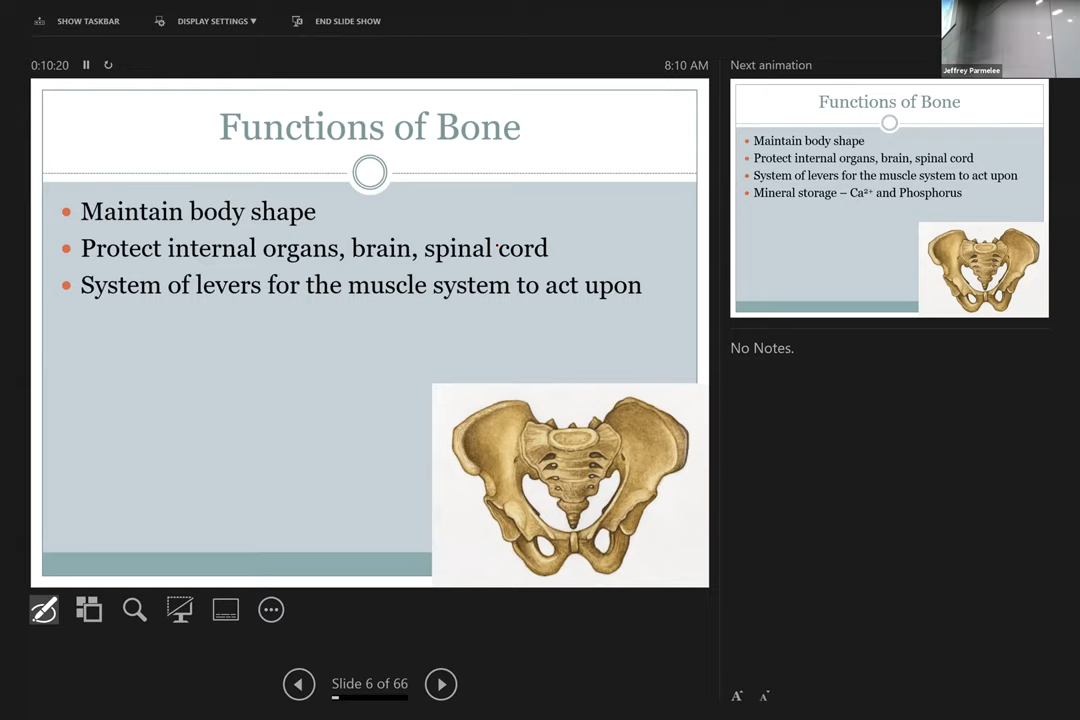 SHOW TASKBAR
DISPLAY SETTINGS ▼
END SLIDE SHOW
Jeffrey Parmelee
0:10:20
8:10 AM
Next animation
Functions of Bone
• Maintain body shape
• Protect internal organs, brain, spinal cord
• System of levers for the muscle system to act upon
Functions of Bone
• Maintain body shape
• Protect internal organs, brain, spinal cord
• System of levers for the muscle system to act upon
• Mineral storage – Ca²⁺ and Phosphorus
No Notes.
Slide 6 of 66
A A